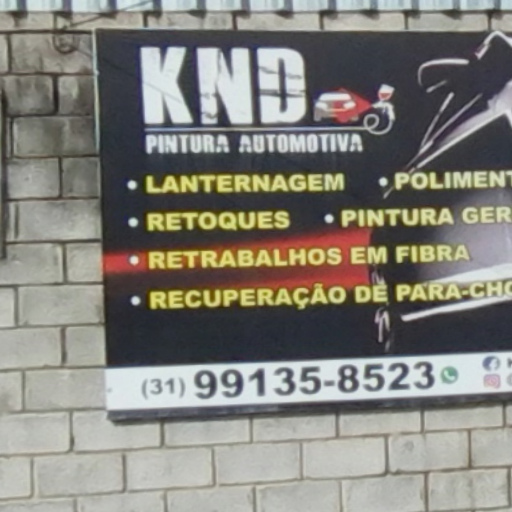 KND
PINTURA AUTOMOTIVA
• LANTERNAGEM • POLIMENT
• RETOQUES • PINTURA GER
• RETRABALHOS EM FIBRA
• RECUPERAÇÃO DE PARA-CHO
(31) 99135-8523